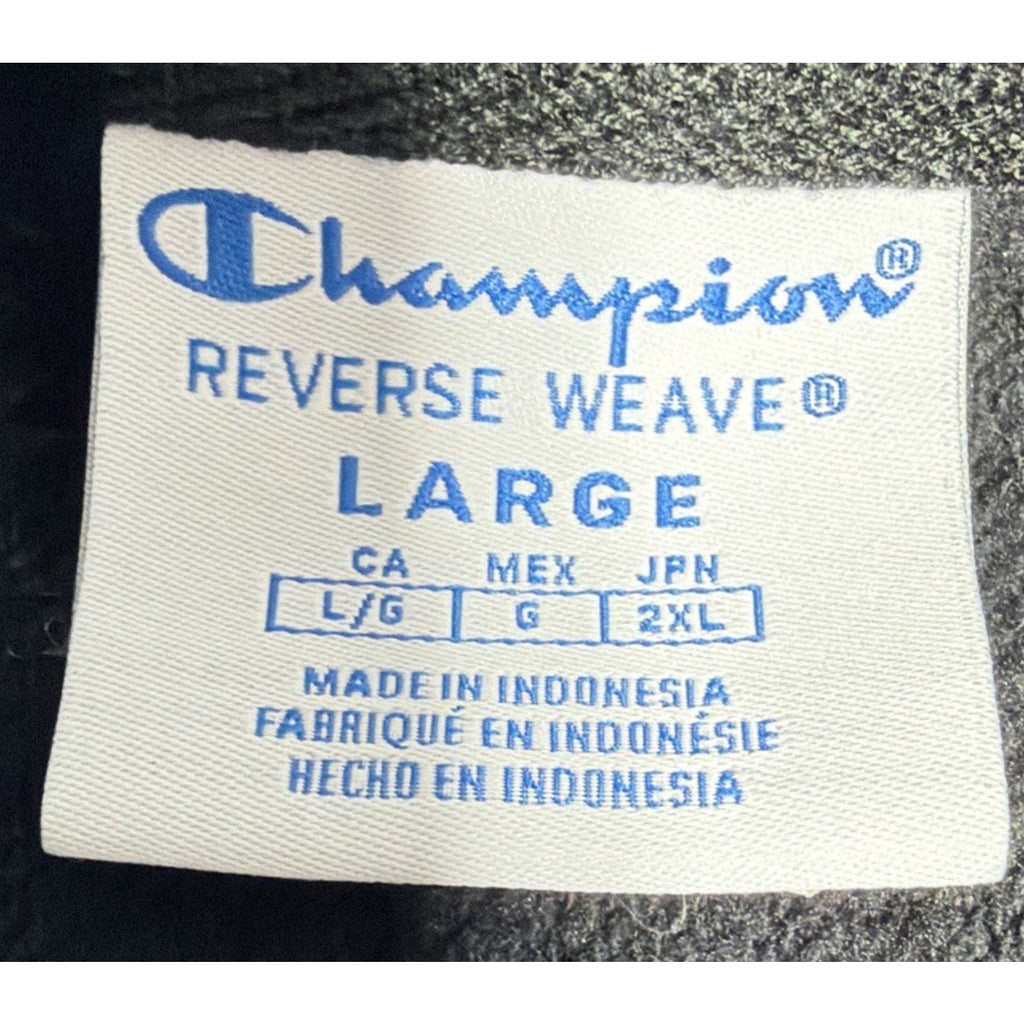 Champion®
REVERSE WEAVE®
LARGE
CA MEX JPN
L/G G 2XL
MADE IN INDONESIA
FABRIQUÉ EN INDONÉSIE
HECHO EN INDONESIA